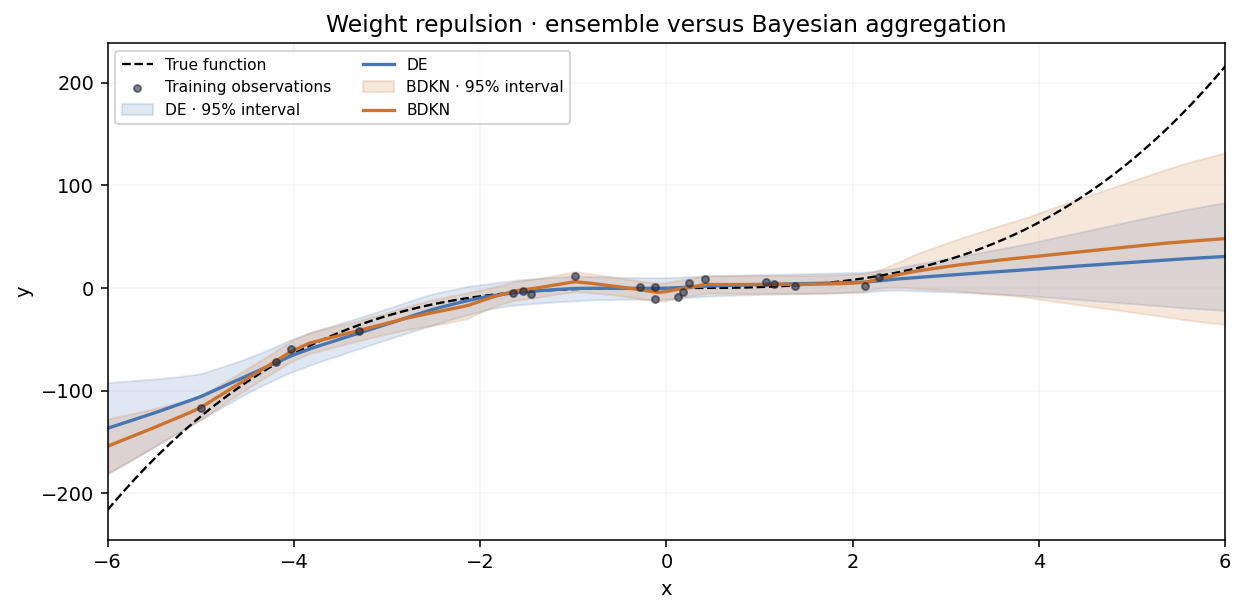 Weight repulsion · ensemble versus Bayesian aggregation
True function
Training observations
DE · 95% interval
DE
BDKN · 95% interval
BDKN
200
100
0
−100
−200
y
−6
−4
−2
0
2
4
6
x